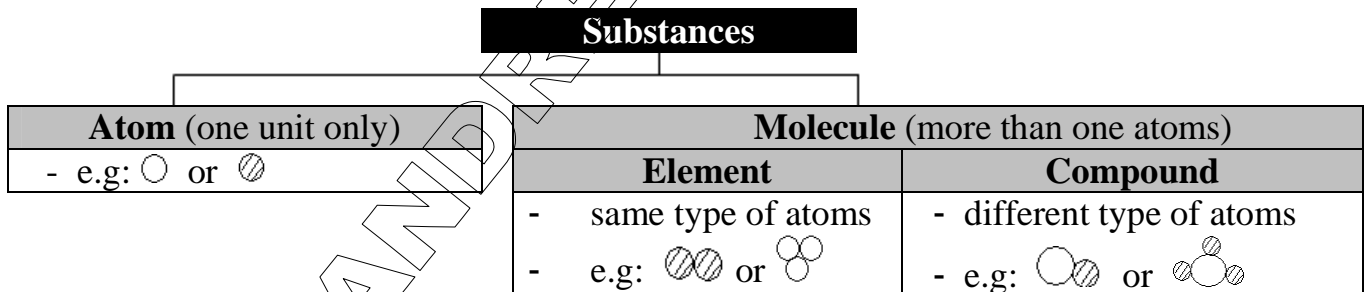 Substances
Atom (one unit only)
- e.g: or
Molecule (more than one atoms)
Element
Compound
- same type of atoms
- e.g: or
- different type of atoms
- e.g: or